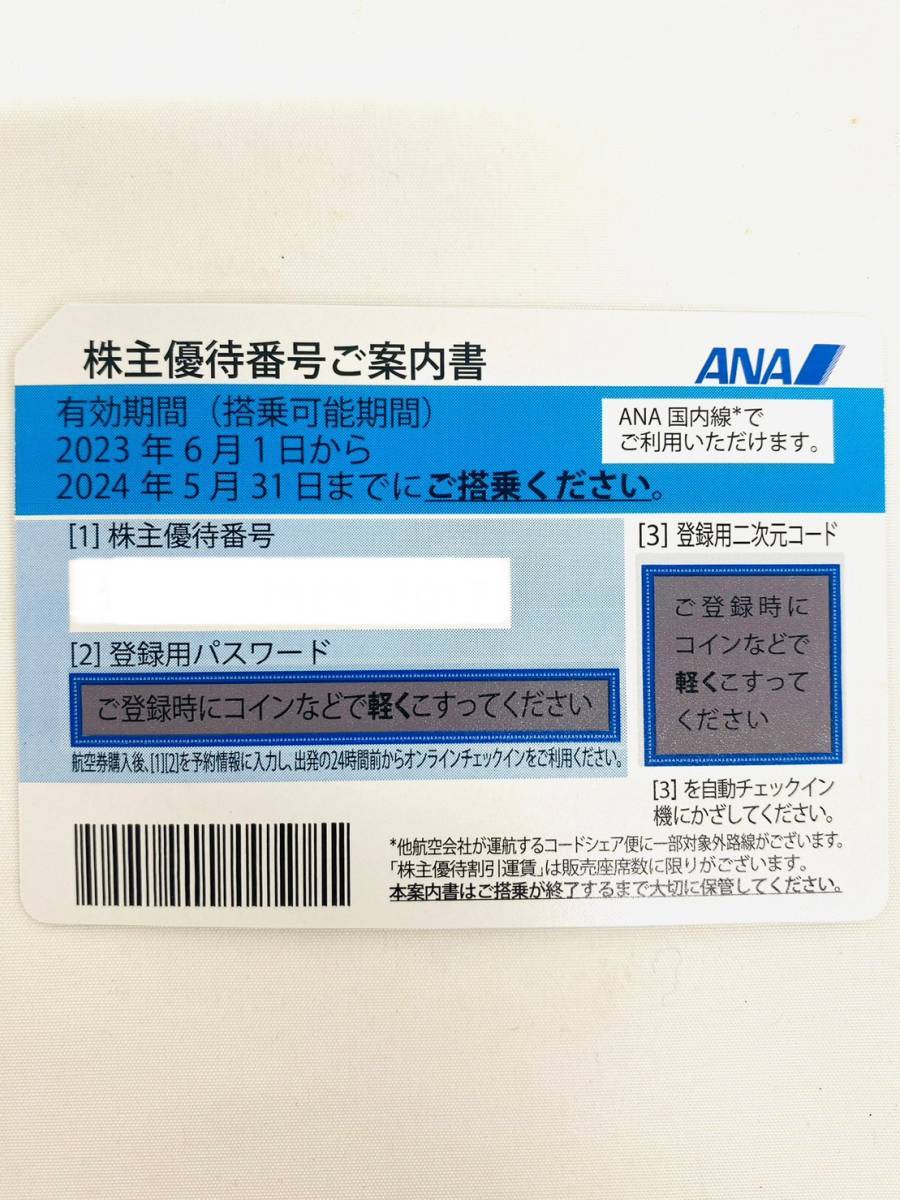 株主優待番号ご案内書
ANA
有効期間（搭乗可能期間）
2023 年 6 月 1 日から
2024 年 5 月 31 日までにご搭乗ください。
ANA 国内線*で
ご利用いただけます。
[1] 株主優待番号
[2] 登録用パスワード
ご登録時にコインなどで軽くこすってください
航空券購入後、[1][2]を予約情報に入力し、出発の24時間前からオンラインチェックインをご利用ください。
[3] 登録用二次元コード
ご登録時に
コインなどで
軽くこすって
ください
[3] を自動チェックイン
機にかざしてください。
*他航空会社が運航するコードシェア便に一部対象外路線がございます。
「株主優待割引運賃」は販売座席数に限りがございます。
本案内書はご搭乗が終了するまで大切に保管してください。